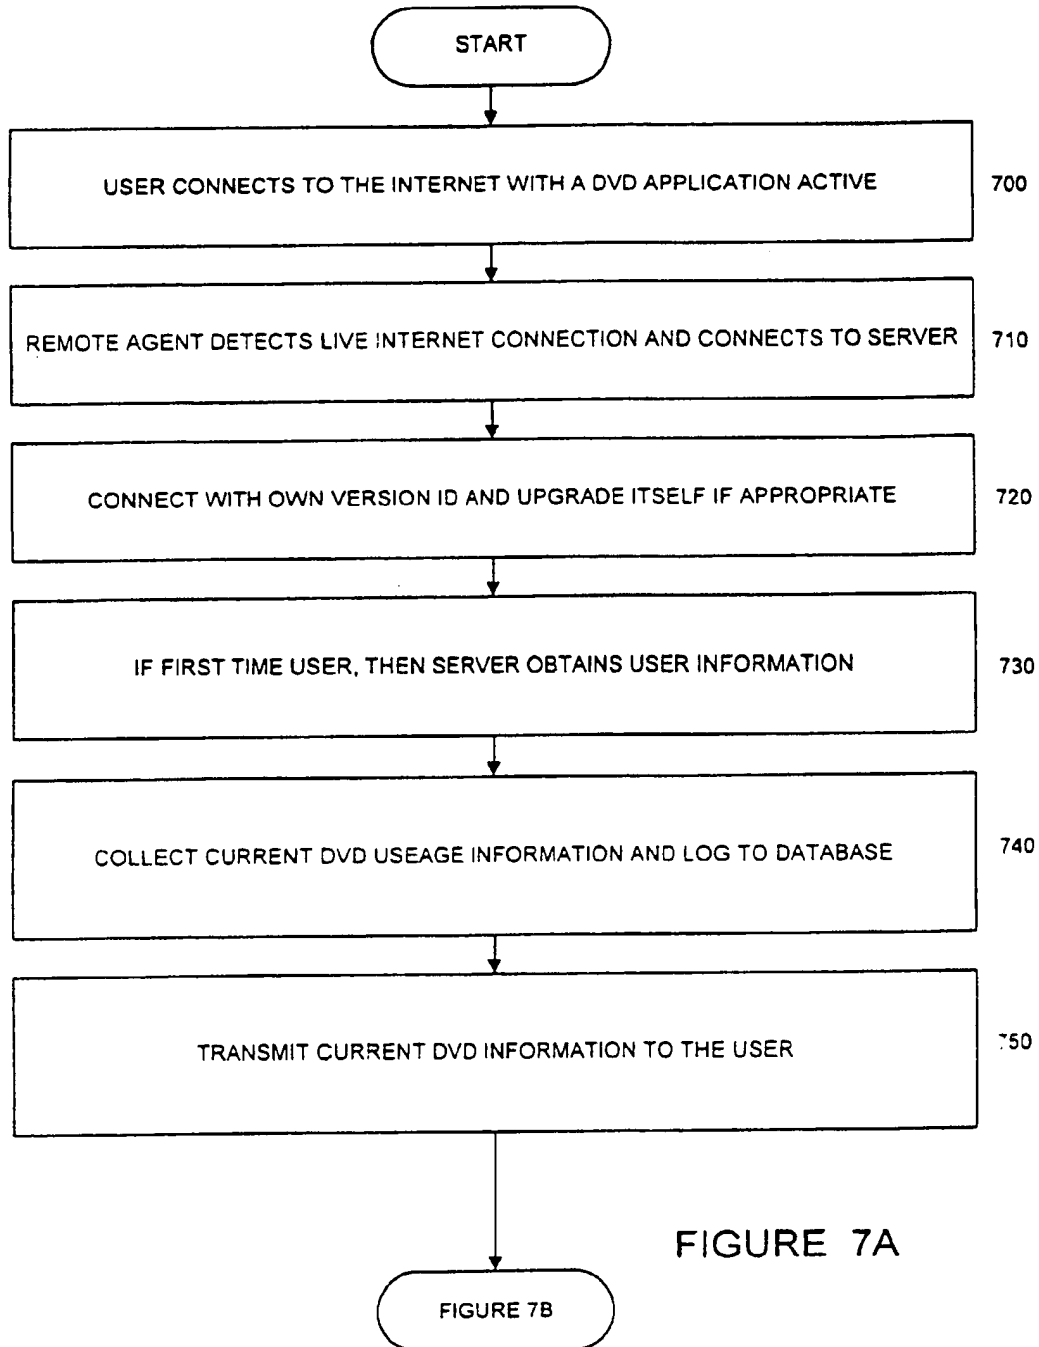 START
USER CONNECTS TO THE INTERNET WITH A DVD APPLICATION ACTIVE
700
REMOTE AGENT DETECTS LIVE INTERNET CONNECTION AND CONNECTS TO SERVER
710
CONNECT WITH OWN VERSION ID AND UPGRADE ITSELF IF APPROPRIATE
720
IF FIRST TIME USER, THEN SERVER OBTAINS USER INFORMATION
730
COLLECT CURRENT DVD USEAGE INFORMATION AND LOG TO DATABASE
740
TRANSMIT CURRENT DVD INFORMATION TO THE USER
750
FIGURE 7A
FIGURE 7B